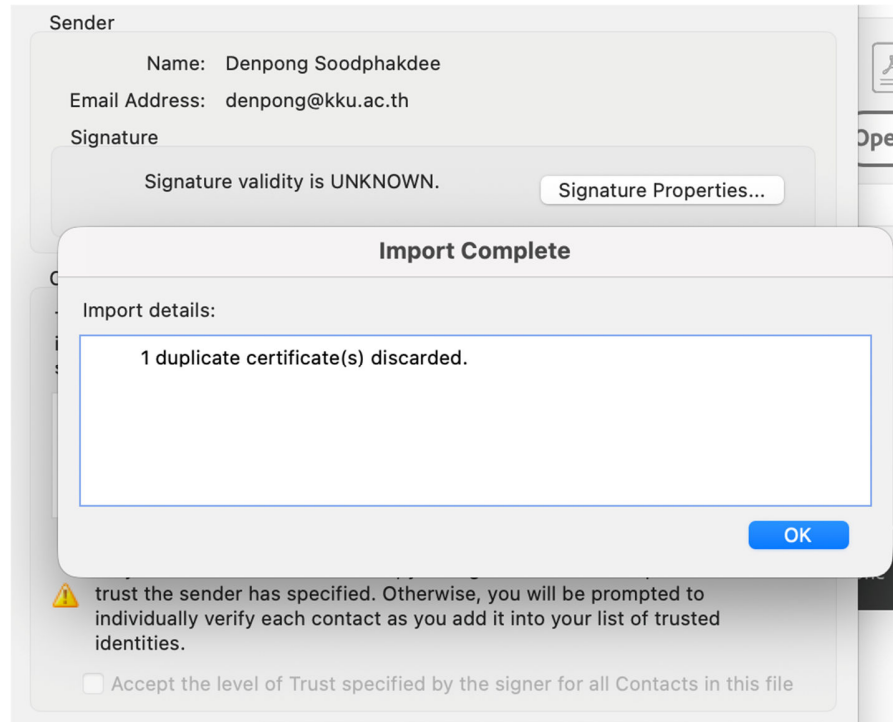 Sender
Name: Denpong Soodphakdee
Email Address: denpong@kku.ac.th
Signature
Signature validity is UNKNOWN.
Signature Properties...
Import Complete
Import details:
1 duplicate certificate(s) discarded.
OK
trust the sender has specified. Otherwise, you will be prompted to
individually verify each contact as you add it into your list of trusted
identities.
Accept the level of Trust specified by the signer for all Contacts in this file